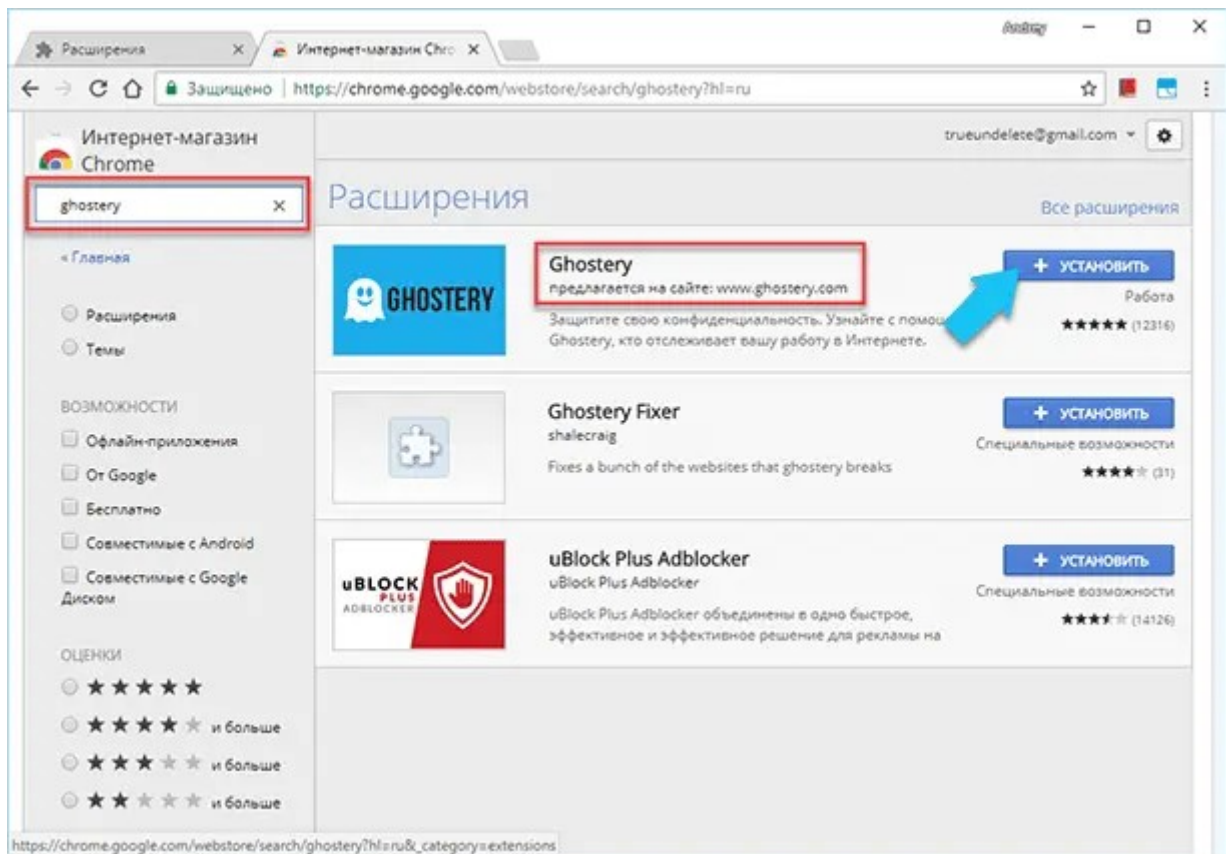 Andrey
Расширения
Интернет-магазин Chro
Защищено
https://chrome.google.com/webstore/search/ghostery?hl=ru
Интернет-магазин
Chrome
trueundelete@gmail.com
ghostery
Расширения
Все расширения
« Главная
Расширения
Темы
ВОЗМОЖНОСТИ
Офлайн-приложения
От Google
Бесплатно
Совместимые с Android
Совместимые с Google
Диском
ОЦЕНКИ
и больше
и больше
и больше
GHOSTERY
Ghostery
предлагается на сайте: www.ghostery.com
Защитите свою конфиденциальность. Узнайте с помощ
Ghostery, кто отслеживает вашу работу в Интернете.
+ УСТАНОВИТЬ
Работа
(12316)
Ghostery Fixer
shalecraig
Fixes a bunch of the websites that ghostery breaks
+ УСТАНОВИТЬ
Специальные возможности
(31)
uBLOCK
PLUS
ADBLOCKER
uBlock Plus Adblocker
uBlock Plus Adblocker
uBlock Plus Adblocker объединены в одно быстрое,
эффективное и эффективное решение для рекламы на
+ УСТАНОВИТЬ
Специальные возможности
(14126)
https://chrome.google.com/webstore/search/ghostery?hl=ru&_category=extensions